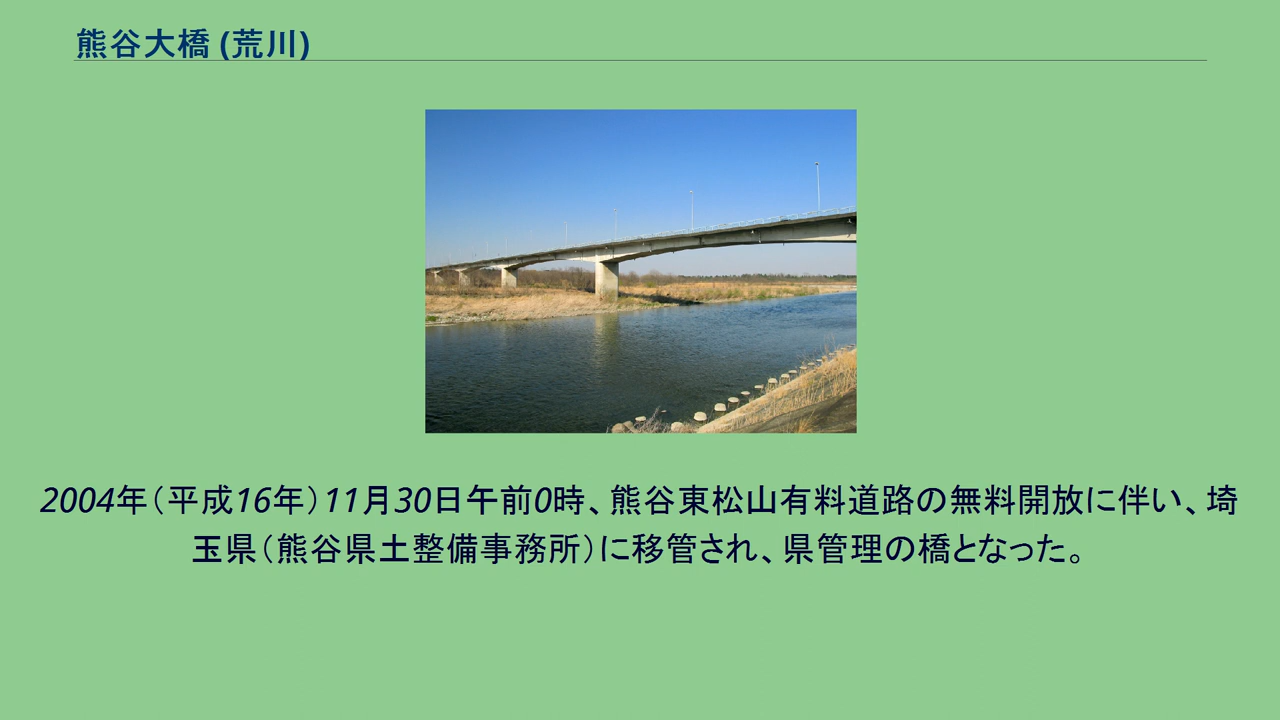 熊谷大橋 (荒川)
2004年（平成16年）11月30日午前0時、熊谷東松山有料道路の無料開放に伴い、埼
玉県（熊谷県土整備事務所）に移管され、県管理の橋となった。